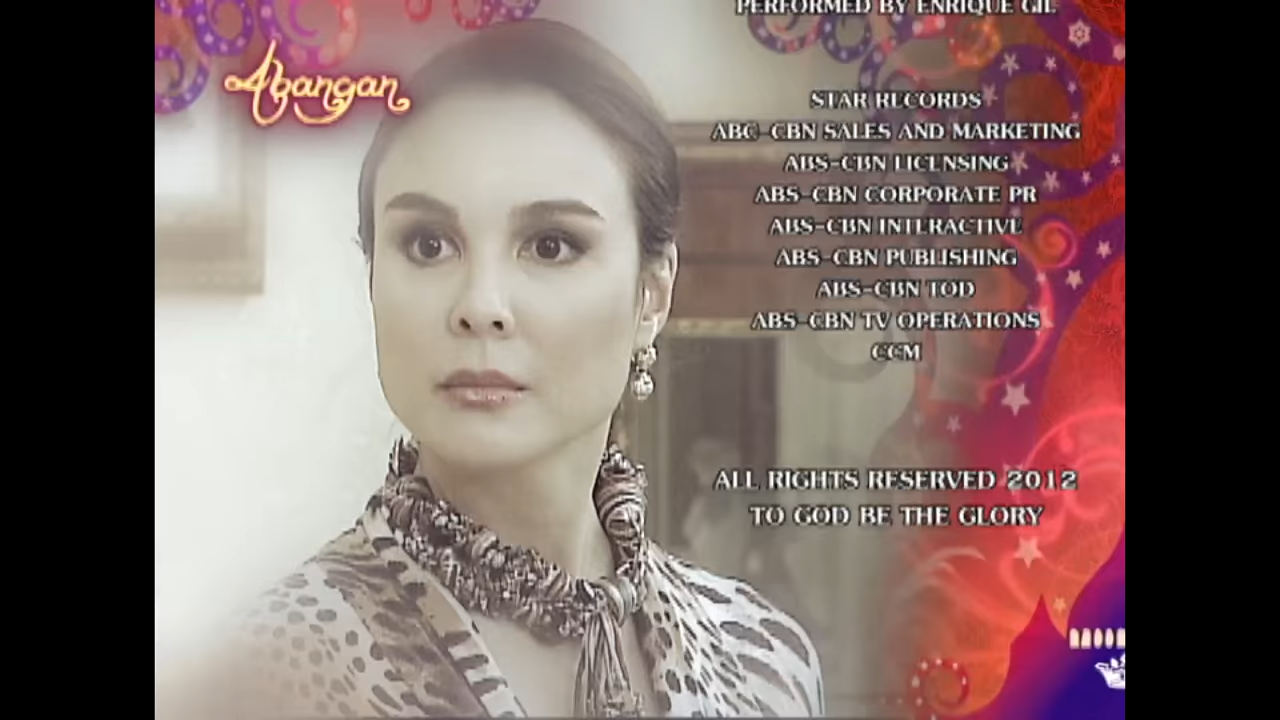 PERFORMED BY ENRIQUE GIL
Abangan
STAR RECORDS
ABC-CBN SALES AND MARKETING
ABS-CBN LICENSING
ABS-CBN CORPORATE PR
ABS-CBN INTERACTIVE
ABS-CBN PUBLISHING
ABS-CBN TOD
ABS-CBN TV OPERATIONS
CCM
ALL RIGHTS RESERVED 2012
TO GOD BE THE GLORY